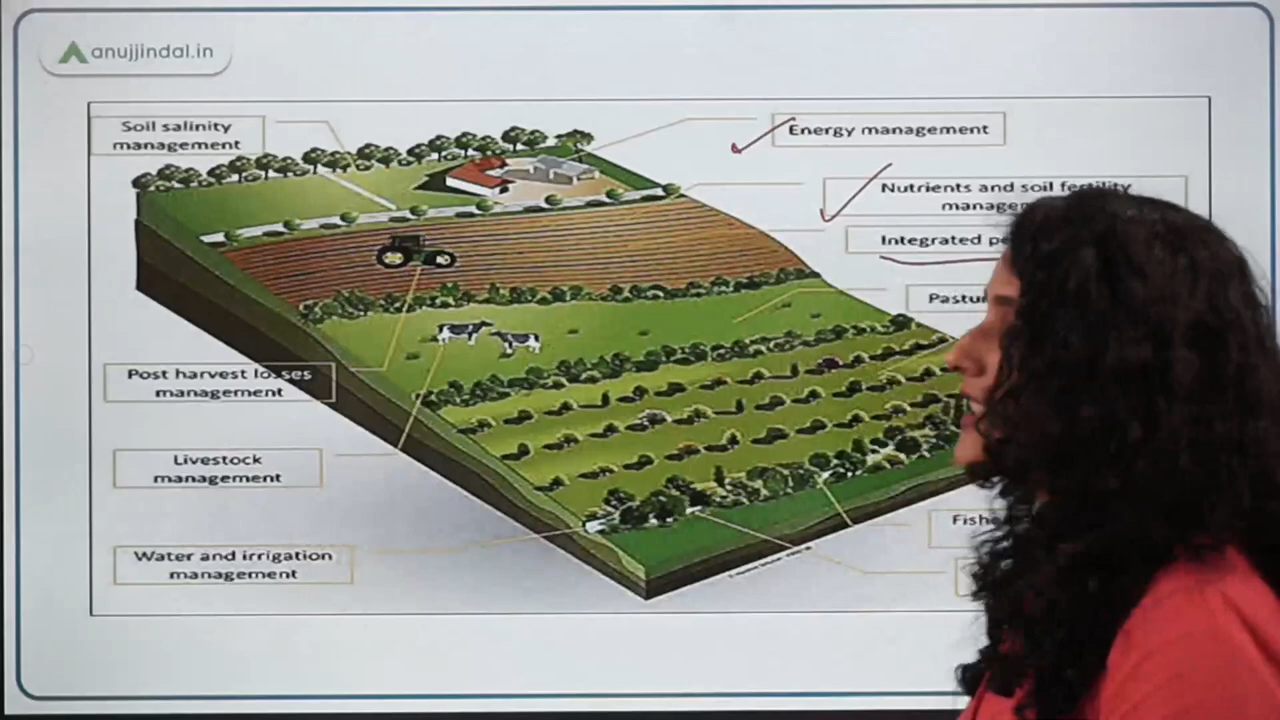 anujjindal.in
Soil salinity
management
Energy management
Nutrients and soil fertility
Integrated
Post harvest losses
management
Livestock
management
Water and irrigation
management